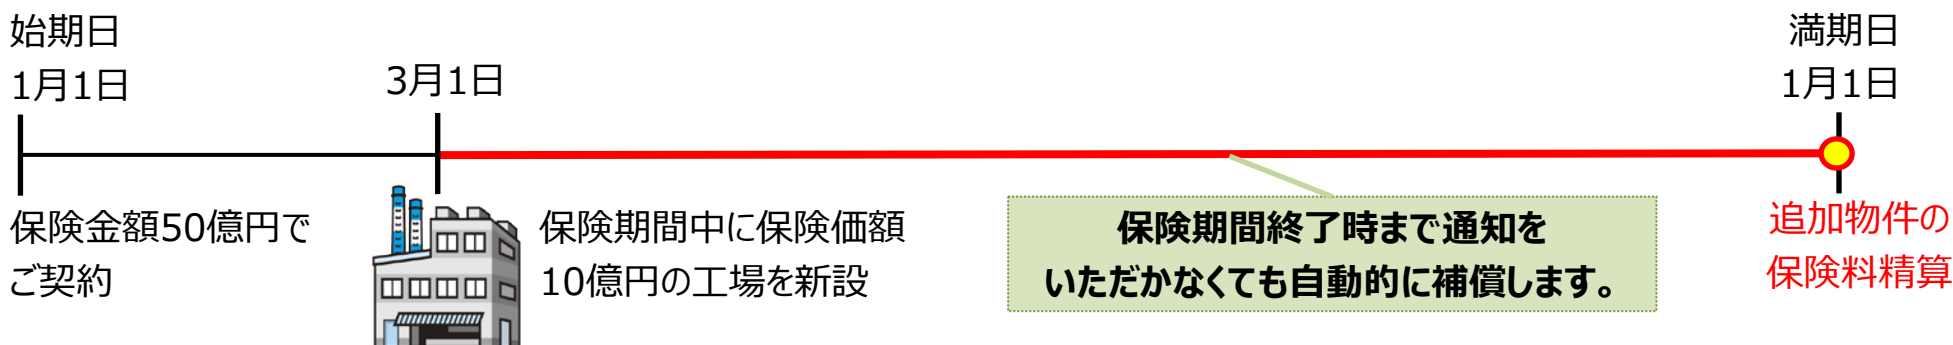 始期日
1月1日
3月1日
満期日
1月1日
保険金額50億円で
ご契約
保険期間中に保険価額
10億円の工場を新設
保険期間終了時まで通知を
いただかなくても自動的に補償します。
追加物件の
保険料精算